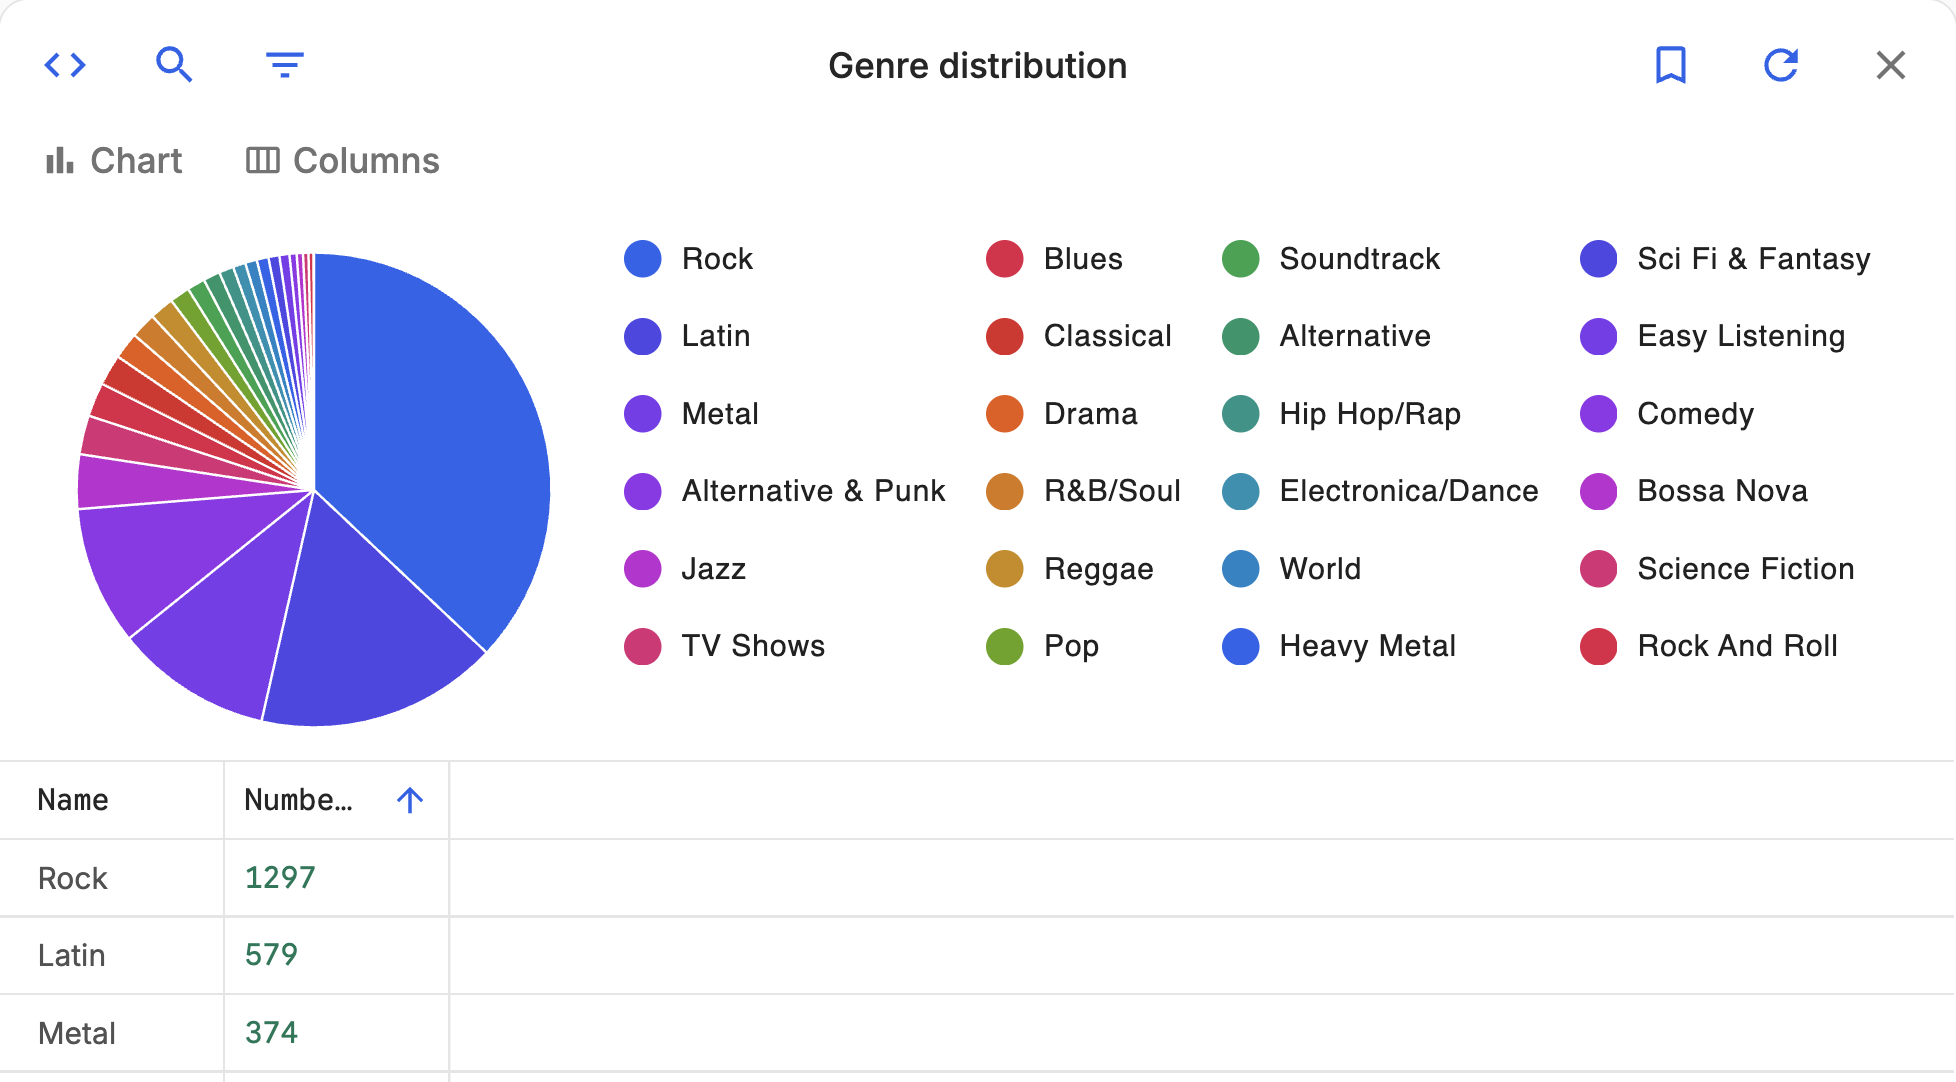 Genre distribution
Chart Columns
Rock
Latin
Metal
Alternative & Punk
Jazz
TV Shows
Blues
Classical
Drama
R&B/Soul
Reggae
Pop
Soundtrack
Alternative
Hip Hop/Rap
Electronica/Dance
World
Heavy Metal
Sci Fi & Fantasy
Easy Listening
Comedy
Bossa Nova
Science Fiction
Rock And Roll
Name Numbe...
Rock 1297
Latin 579
Metal 374